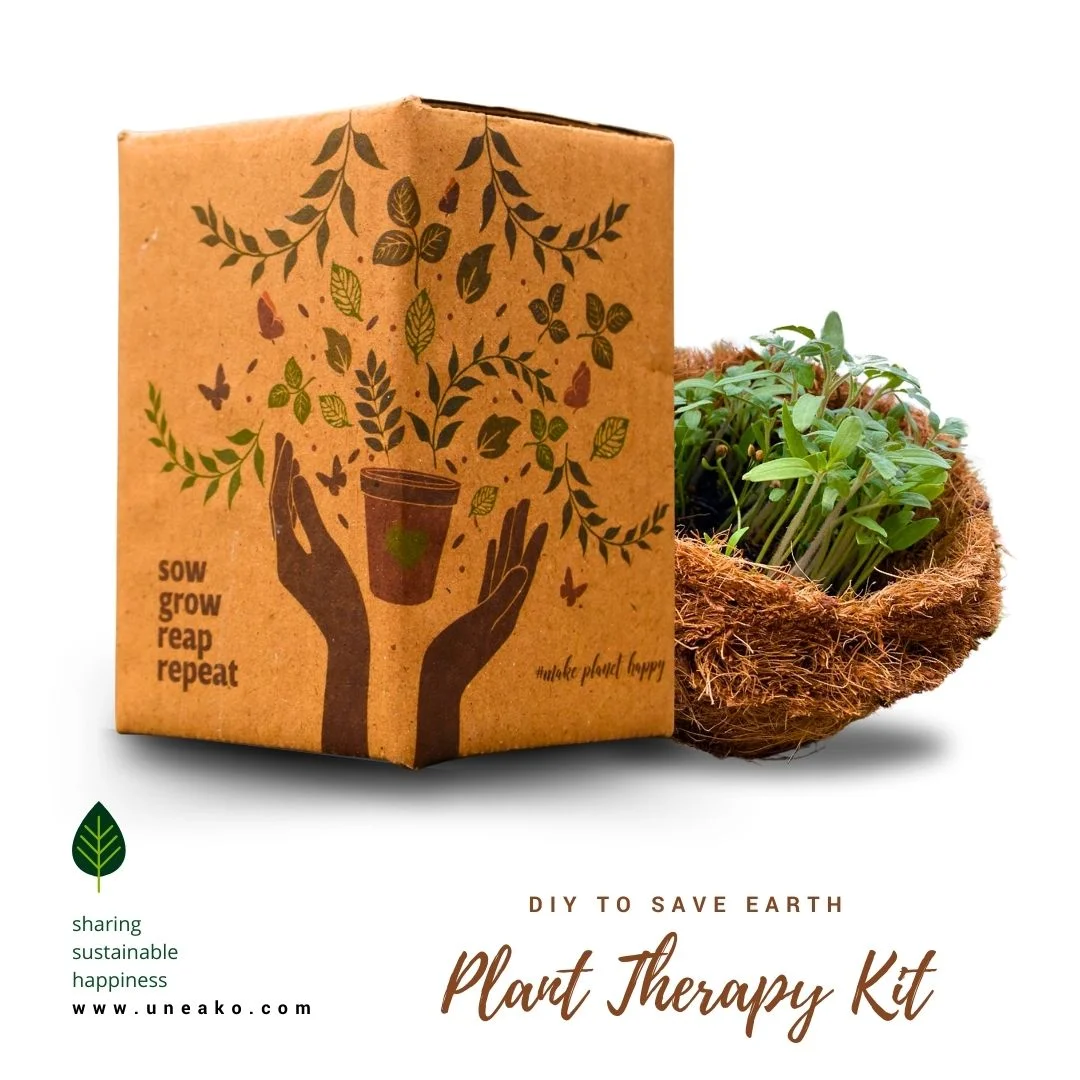 sow
grow
reap
repeat
#make planet happy
sharing
sustainable
happiness
www.uneako.com
DIY TO SAVE EARTH
Plant Therapy Kit